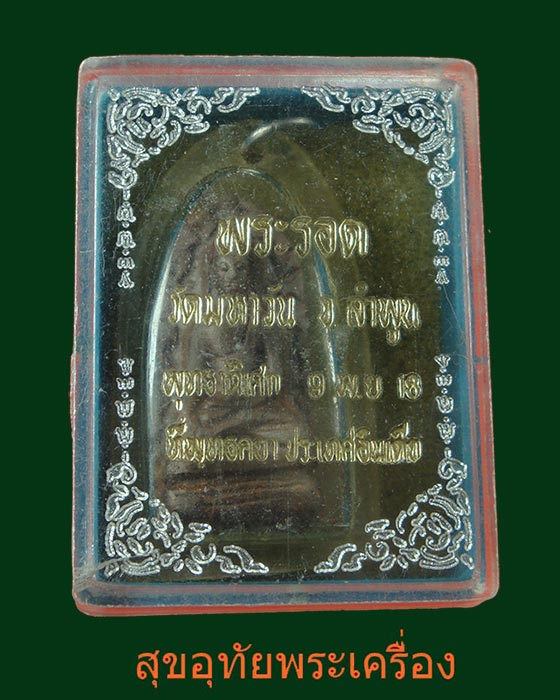 พระรอด
วัดมหาวัน จ.ลำพูน
พุทธาภิเศก ๑ พ.ย 18
ที่พุทธคยา ประเทศอินเดีย
สุขอุทัยพระเครื่อง